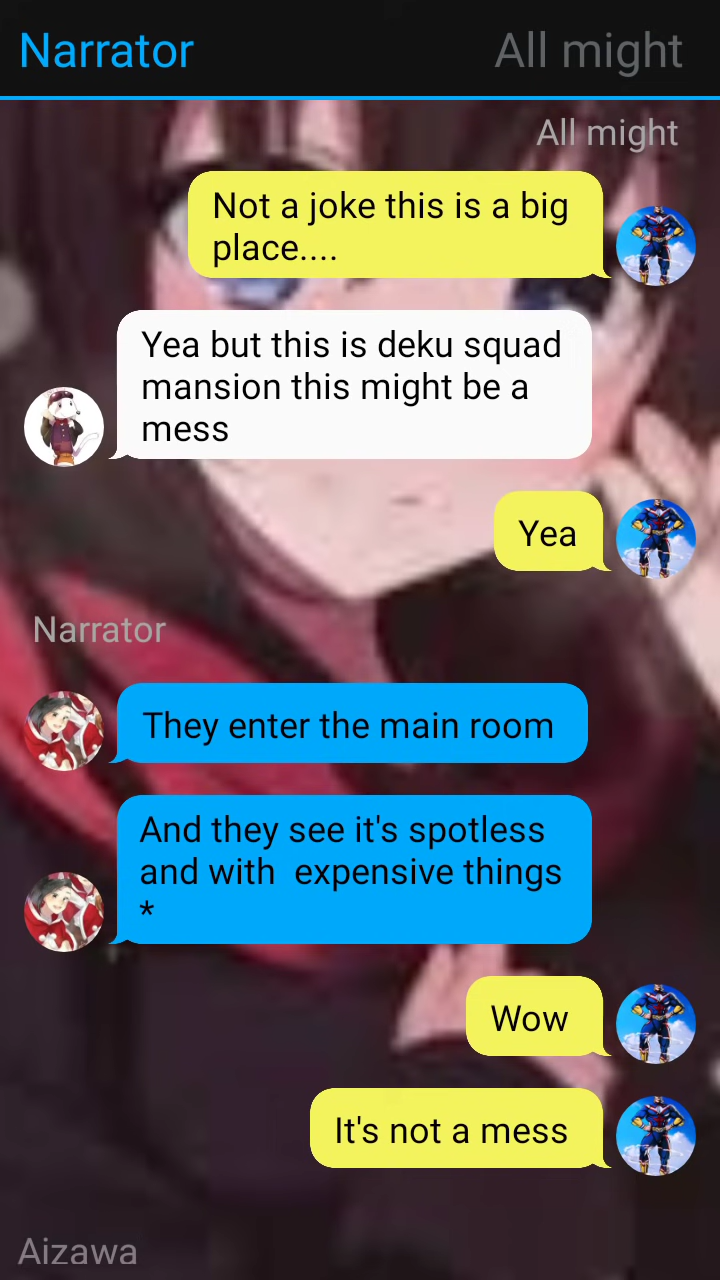 Narrator
All might
All might
Not a joke this is a big
place....
Yea but this is deku squad
mansion this might be a
mess
Yea
Narrator
They enter the main room
And they see it's spotless
and with  expensive things
*
Wow
It's not a mess
Aizawa